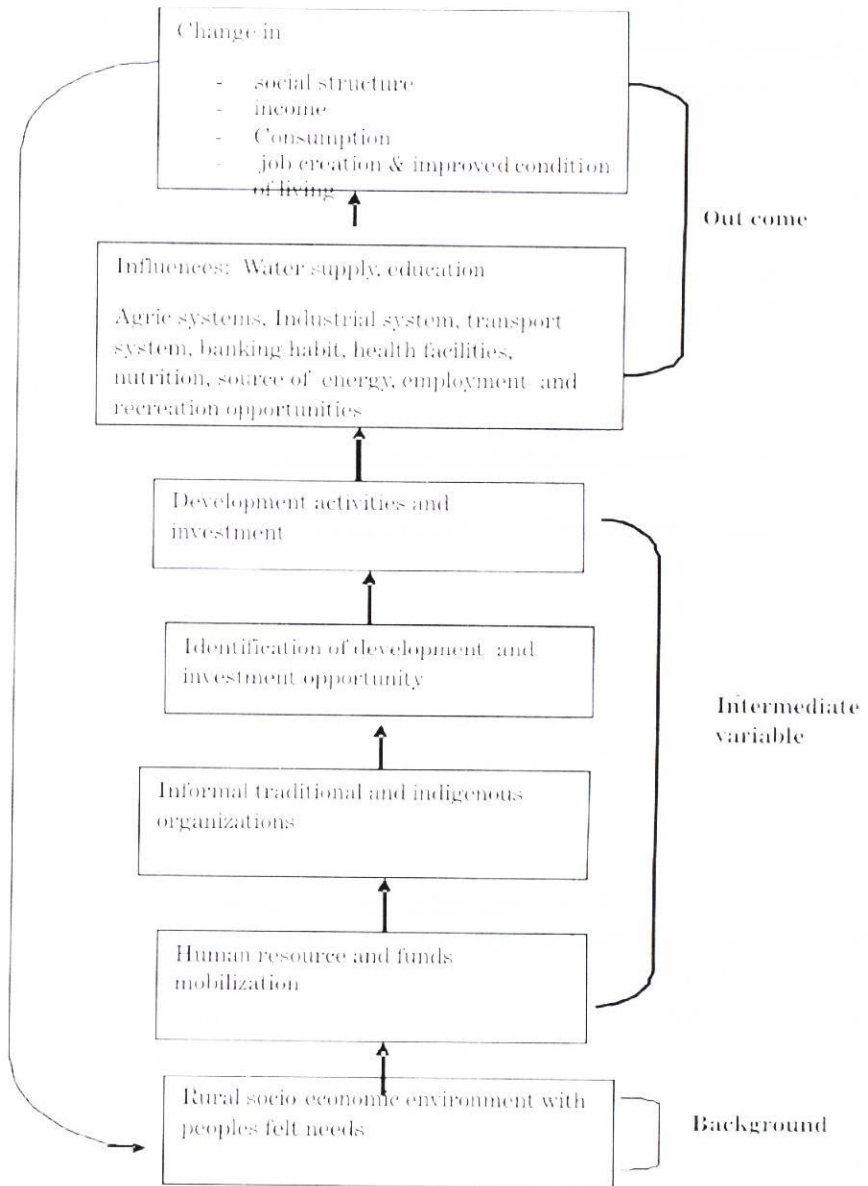 Change in
- social structure
- income
- Consumption
- job creation & improved condition
of living
Out come
Influences: Water supply, education
Agric systems, Industrial system, transport
system, banking habit, health facilities,
nutrition, source of energy, employment and
recreation opportunities
Development activities and
investment
Identification of development and
investment opportunity
Intermediate
variable
Informal traditional and indigenous
organizations
Human resource and funds
mobilization
Rural socio economic environment with
peoples felt needs
Background